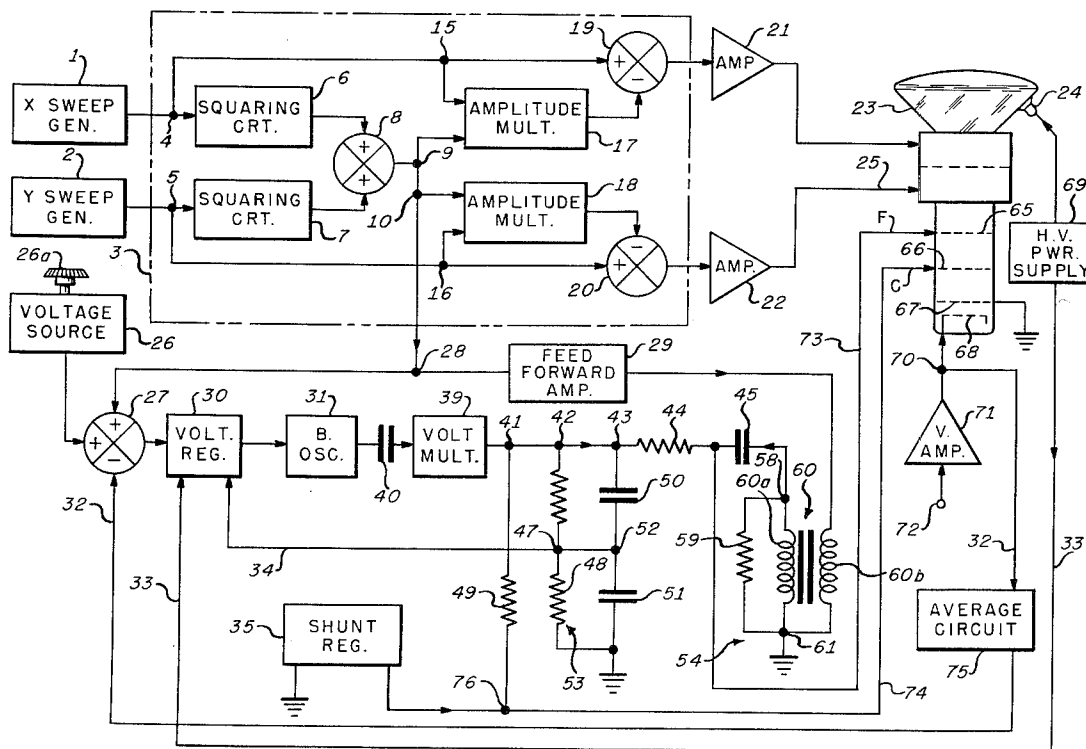 15
19
21
1
6
AMP
24
X SWEEP
GEN.
SQUARING
CRT.
8
AMPLITUDE
MULT.
23
4
17
2
5
9
18
25
69
Y SWEEP
GEN.
SQUARING
CRT.
10
AMPLITUDE
MULT.
F
65
H.V.
PWR.
SUPPLY
7
26a
3
16
20
AMP.
22
66
G
67
VOLTAGE
SOURCE
26
73
68
28
29
FEED
FORWARD
AMP.
70
27
30
31
39
41
42
43
44
45
71
VOLT.
REG.
B.
OSC.
VOLT
MULT.
58
60
V.
AMP.
40
60a
50
72
32
47
52
59
32
33
34
60b
33
49
48
51
35
SHUNT
REG.
AVERAGE
CIRCUIT
53
54
61
75
76
74